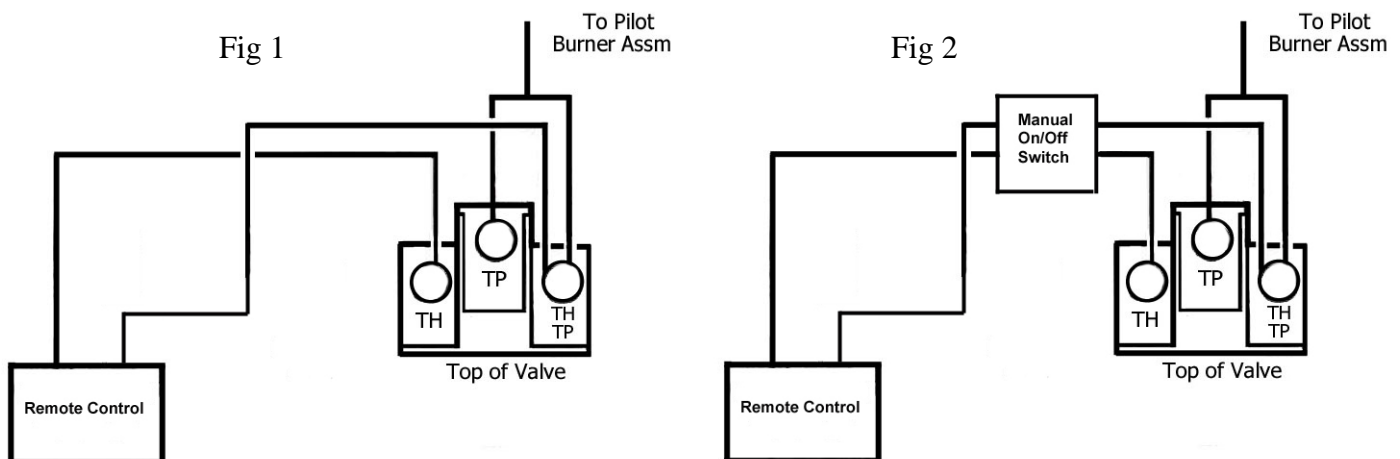 Fig 1
To Pilot
Burner Assm
TP
TH
TH
TP
Top of Valve
Remote Control
Fig 2
To Pilot
Burner Assm
Manual
On/Off
Switch
TP
TH
TH
TP
Top of Valve
Remote Control